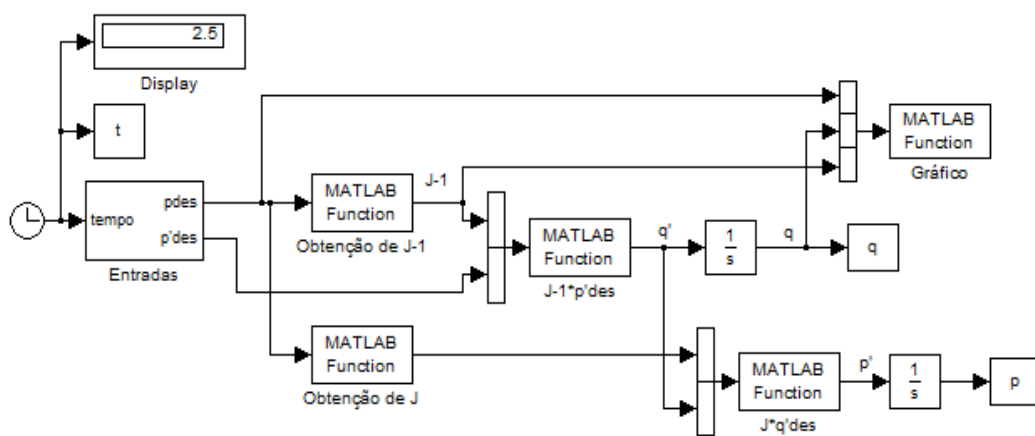 2.5
Display
t
tempo
pdes
p'des
Entradas
MATLAB
Function
Obtenção de J-1
J-1
MATLAB
Function
Gráfico
MATLAB
Function
J-1*p'des
q'
1
s
q
q
MATLAB
Function
Obtenção de J
MATLAB
Function
J*q'des
p'
1
s
p